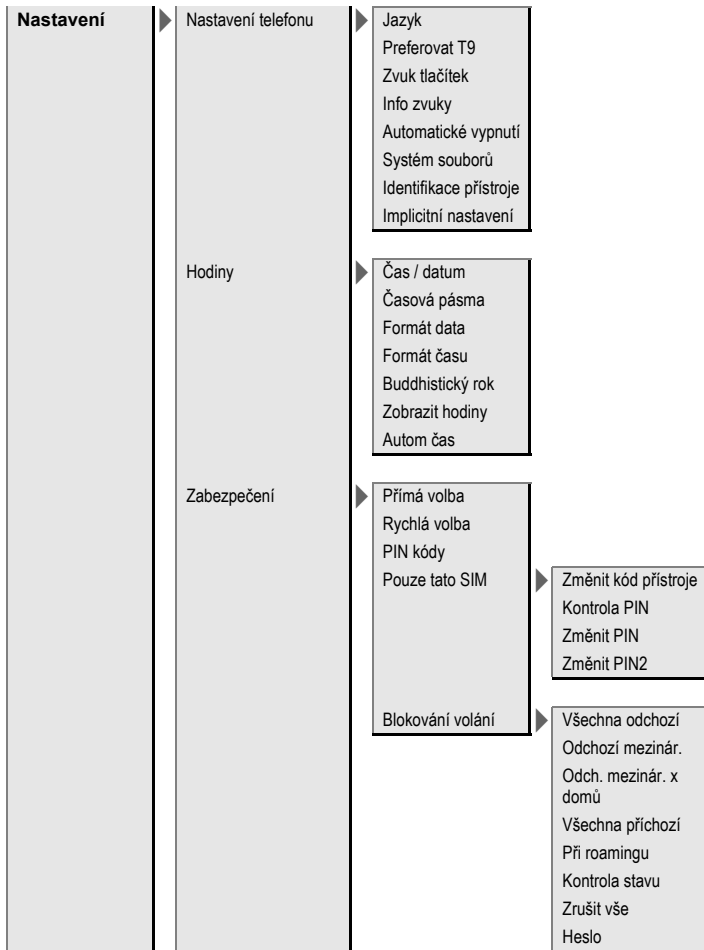 Nastavení
Nastavení telefonu
Jazyk
Preferovat T9
Zvuk tlačítek
Info zvuky
Automatické vypnutí
Systém souborů
Identifikace přístroje
Implicitní nastavení
Hodiny
Čas / datum
Časová pásma
Formát data
Formát času
Buddhistický rok
Zobrazit hodiny
Autom čas
Zabezpečení
Přímá volba
Rychlá volba
PIN kódy
Pouze tato SIM
Změnit kód přístroje
Kontrola PIN
Změnit PIN
Změnit PIN2
Blokování volání
Všechna odchozí
Odchozí mezinár.
Odch. mezinár. x
domů
Všechna příchozí
Při roamingu
Kontrola stavu
Zrušit vše
Heslo